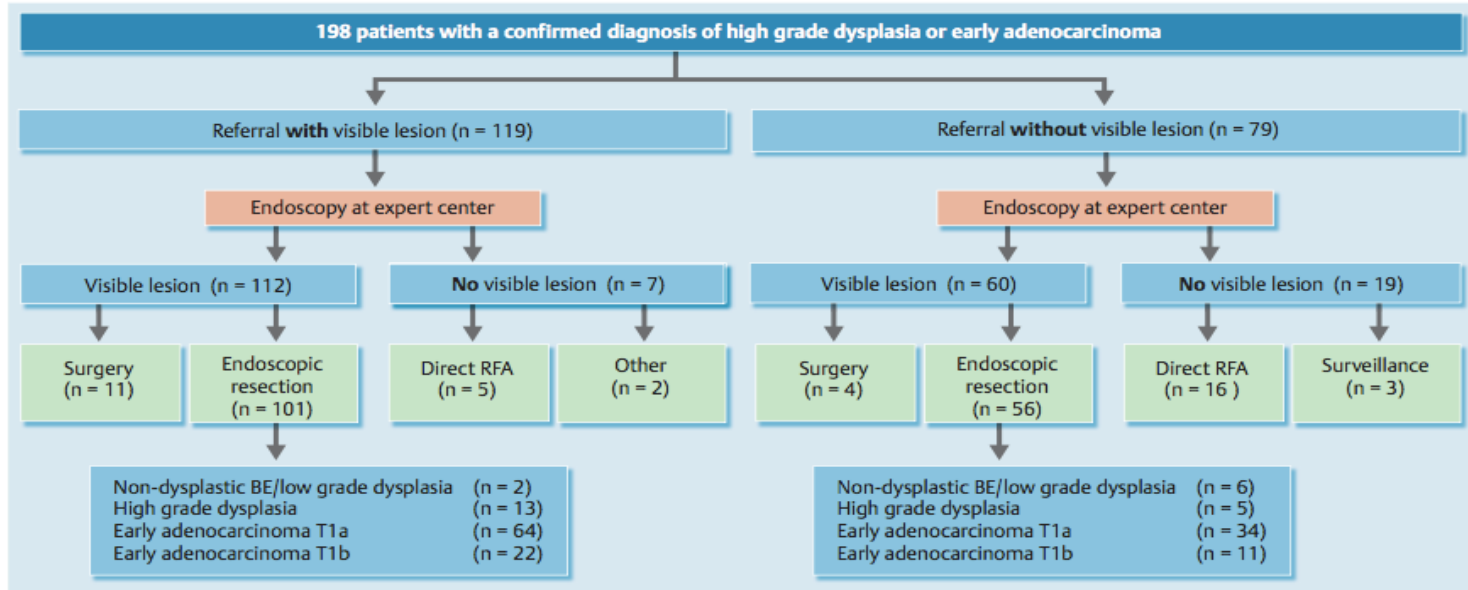 198 patients with a confirmed diagnosis of high grade dysplasia or early adenocarcinoma
Referral with visible lesion (n = 119)
Referral without visible lesion (n = 79)
Endoscopy at expert center
Endoscopy at expert center
Visible lesion (n = 112)
No visible lesion (n = 7)
Visible lesion (n = 60)
No visible lesion (n = 19)
Surgery
(n = 11)
Endoscopic
resection
(n = 101)
Direct RFA
(n = 5)
Other
(n = 2)
Surgery
(n = 4)
Endoscopic
resection
(n = 56)
Direct RFA
(n = 16 )
Surveillance
(n = 3)
Non-dysplastic BE/low grade dysplasia (n = 2)
High grade dysplasia (n = 13)
Early adenocarcinoma T1a (n = 64)
Early adenocarcinoma T1b (n = 22)
Non-dysplastic BE/low grade dysplasia (n = 6)
High grade dysplasia (n = 5)
Early adenocarcinoma T1a (n = 34)
Early adenocarcinoma T1b (n = 11)